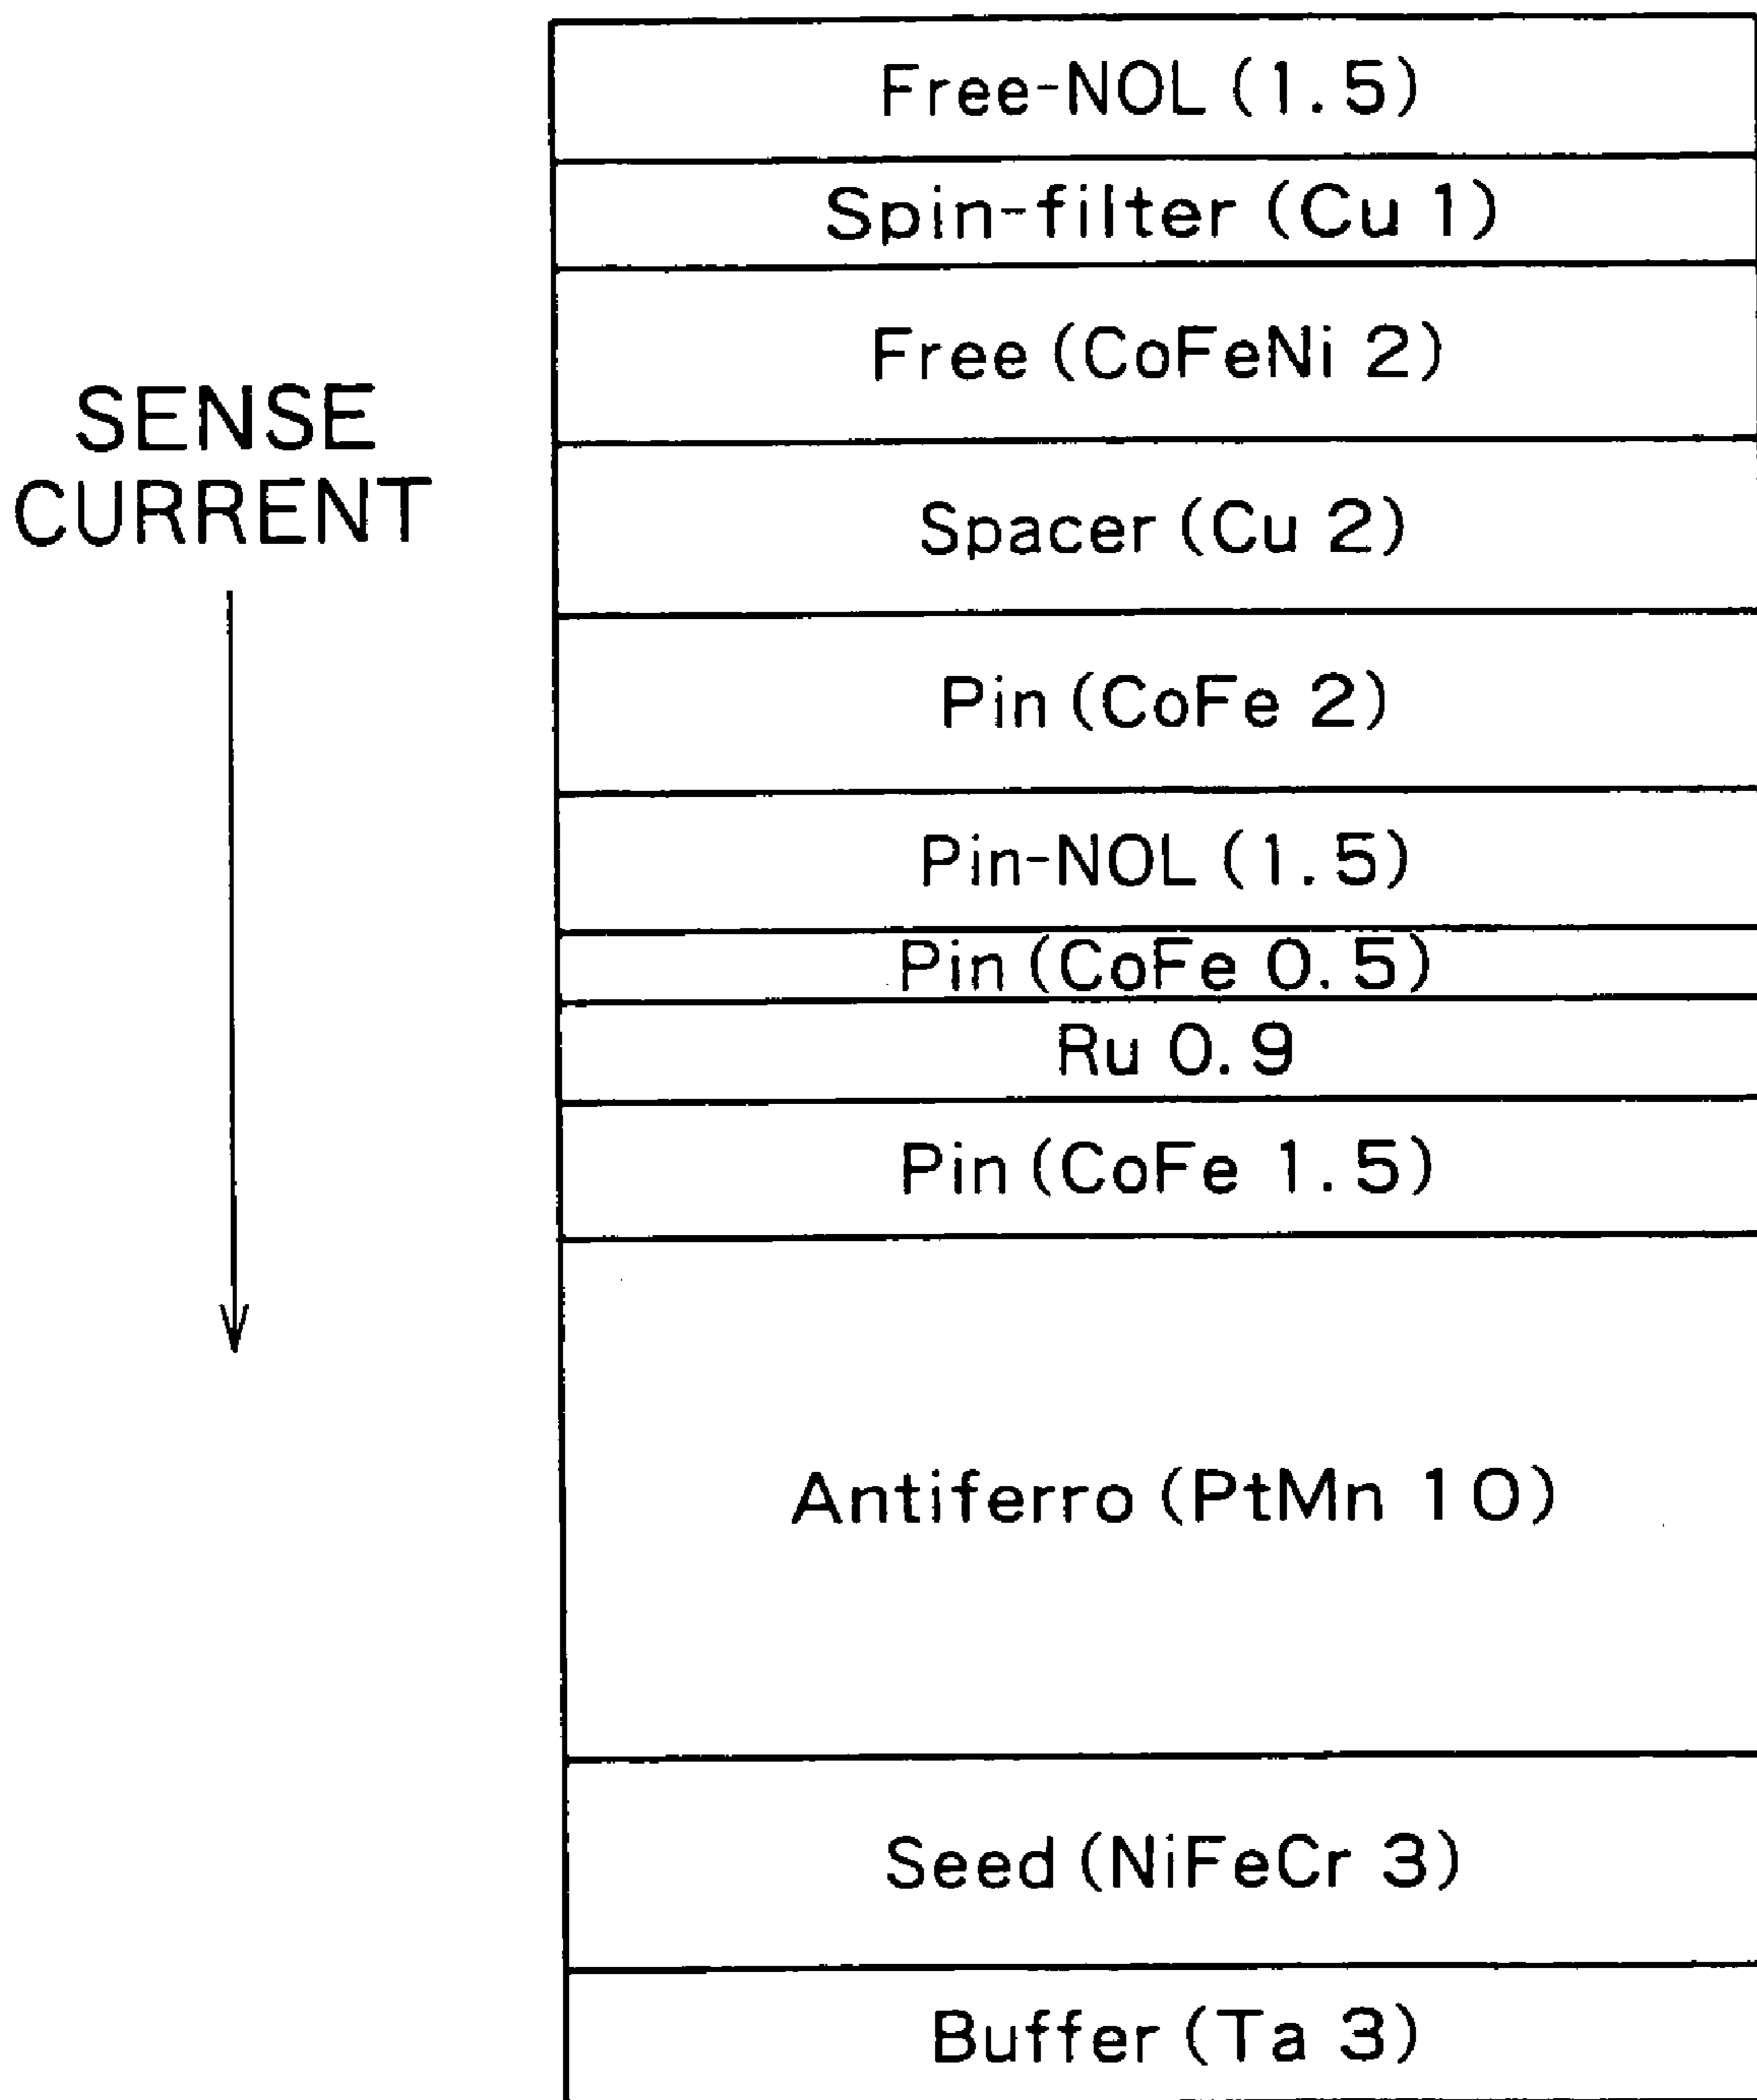 Free-NOL (1.5)
Spin-filter (Cu 1)
Free (CoFeNi 2)
SENSE
CURRENT
Spacer (Cu 2)
Pin (CoFe 2)
Pin-NOL (1.5)
Pin (CoFe 0.5)
Ru 0.9
Pin (CoFe 1.5)
Antiferro (PtMn 10)
Seed (NiFeCr 3)
Buffer (Ta 3)